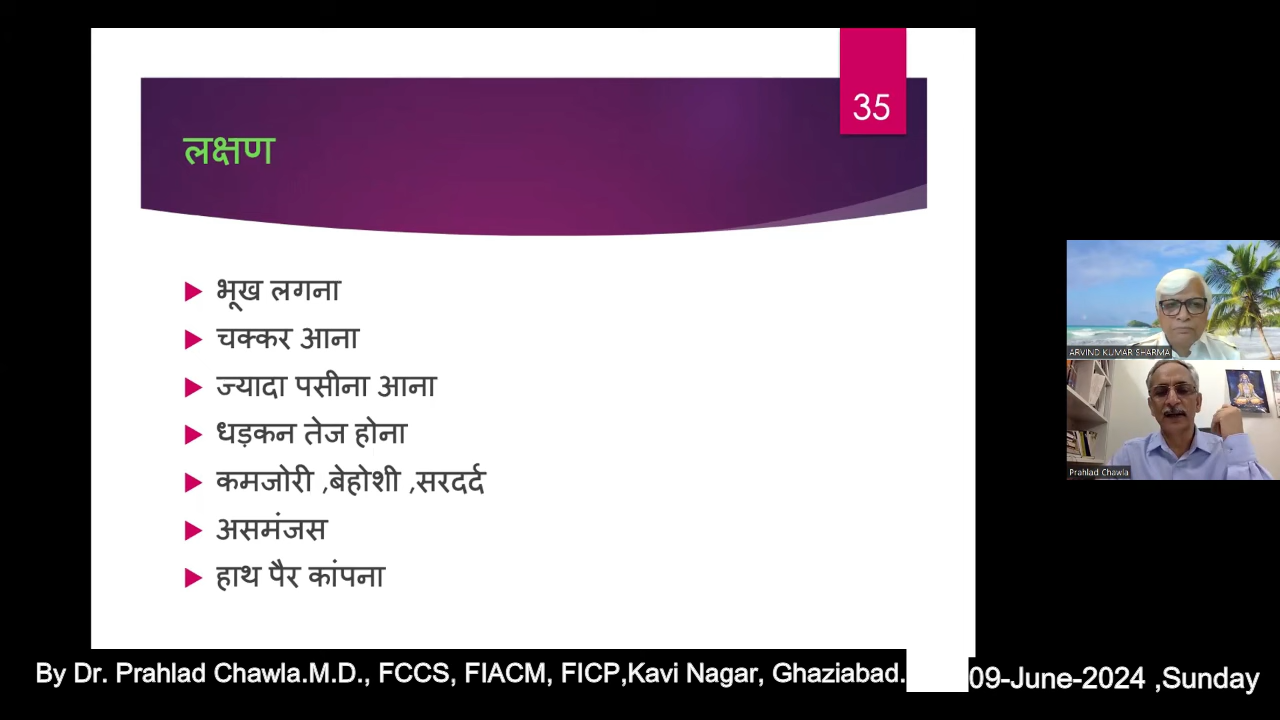 35
लक्षण
भूख लगना
चक्कर आना
ज्यादा पसीना आना
धड़कन तेज होना
कमजोरी ,बेहोशी ,सरदर्द
असमंजस
हाथ पैर कांपना
ARVIND KUMAR SHARMA
Prahlad Chawla
By Dr. Prahlad Chawla.M.D., FCCS, FIACM, FICP,Kavi Nagar, Ghaziabad.
09-June-2024 ,Sunday